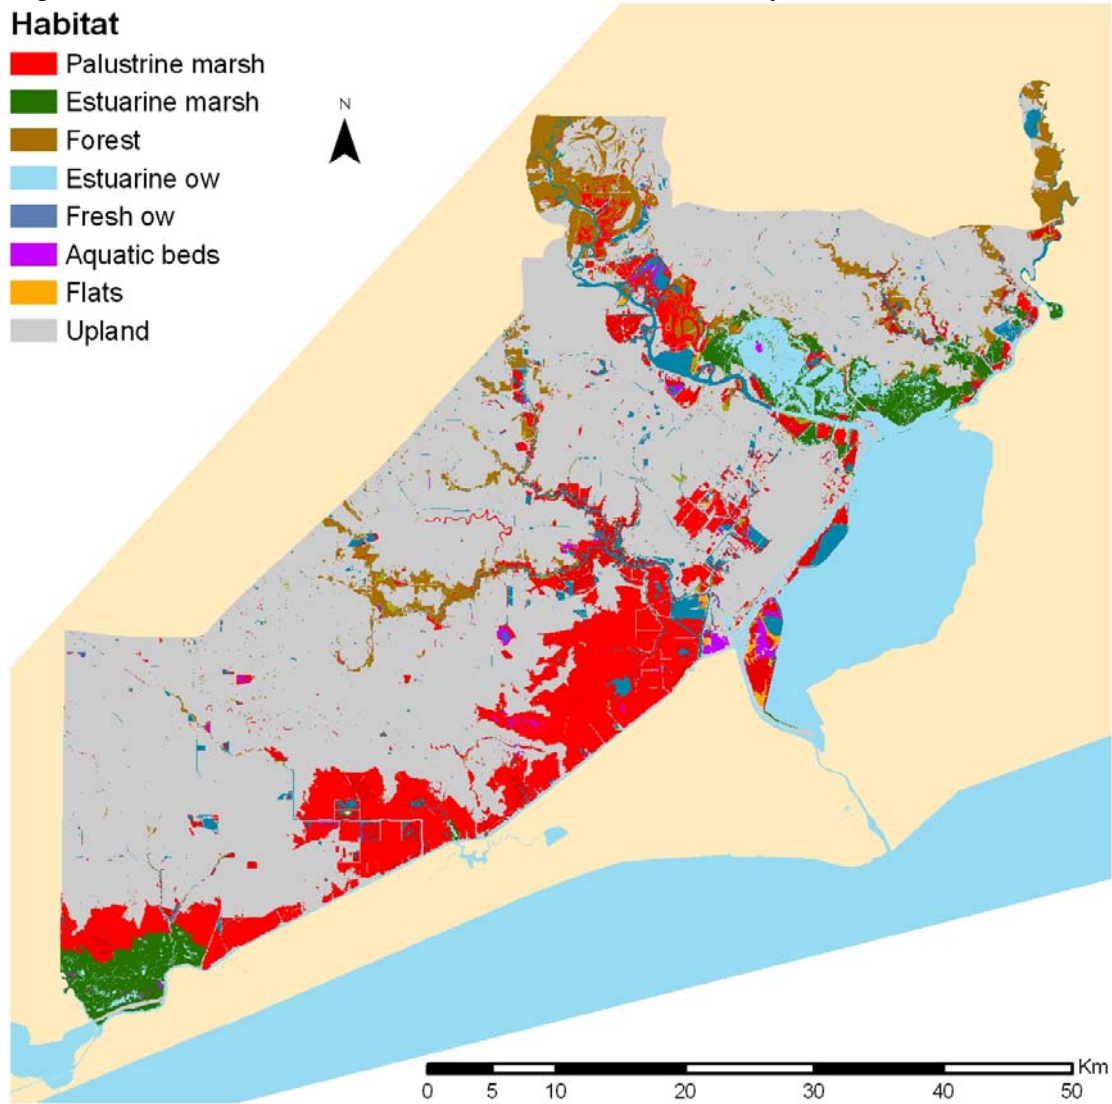 Habitat
Palustrine marsh
Estuarine marsh
Forest
Estuarine ow
Fresh ow
Aquatic beds
Flats
Upland
N
Km
0 5 10 20 30 40 50